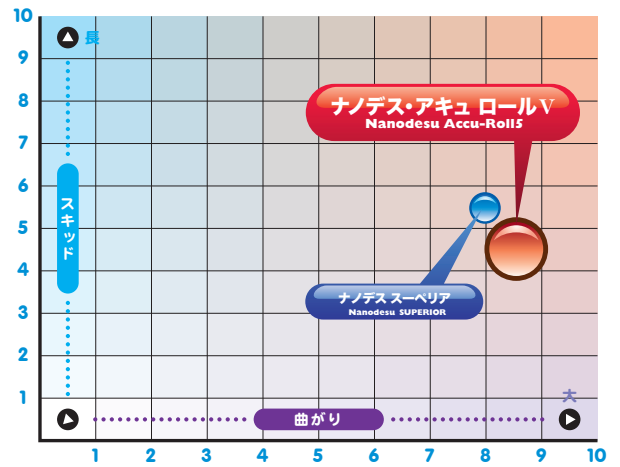 10
長
9
8
ナノデス・アキュ ロールV
Nanodesu Accu-Roll5
7
6
スキッド
5
4
ナノデス スーペリア
Nanodesu SUPERIOR
3
2
1
大
曲がり
1 2 3 4 5 6 7 8 9 10